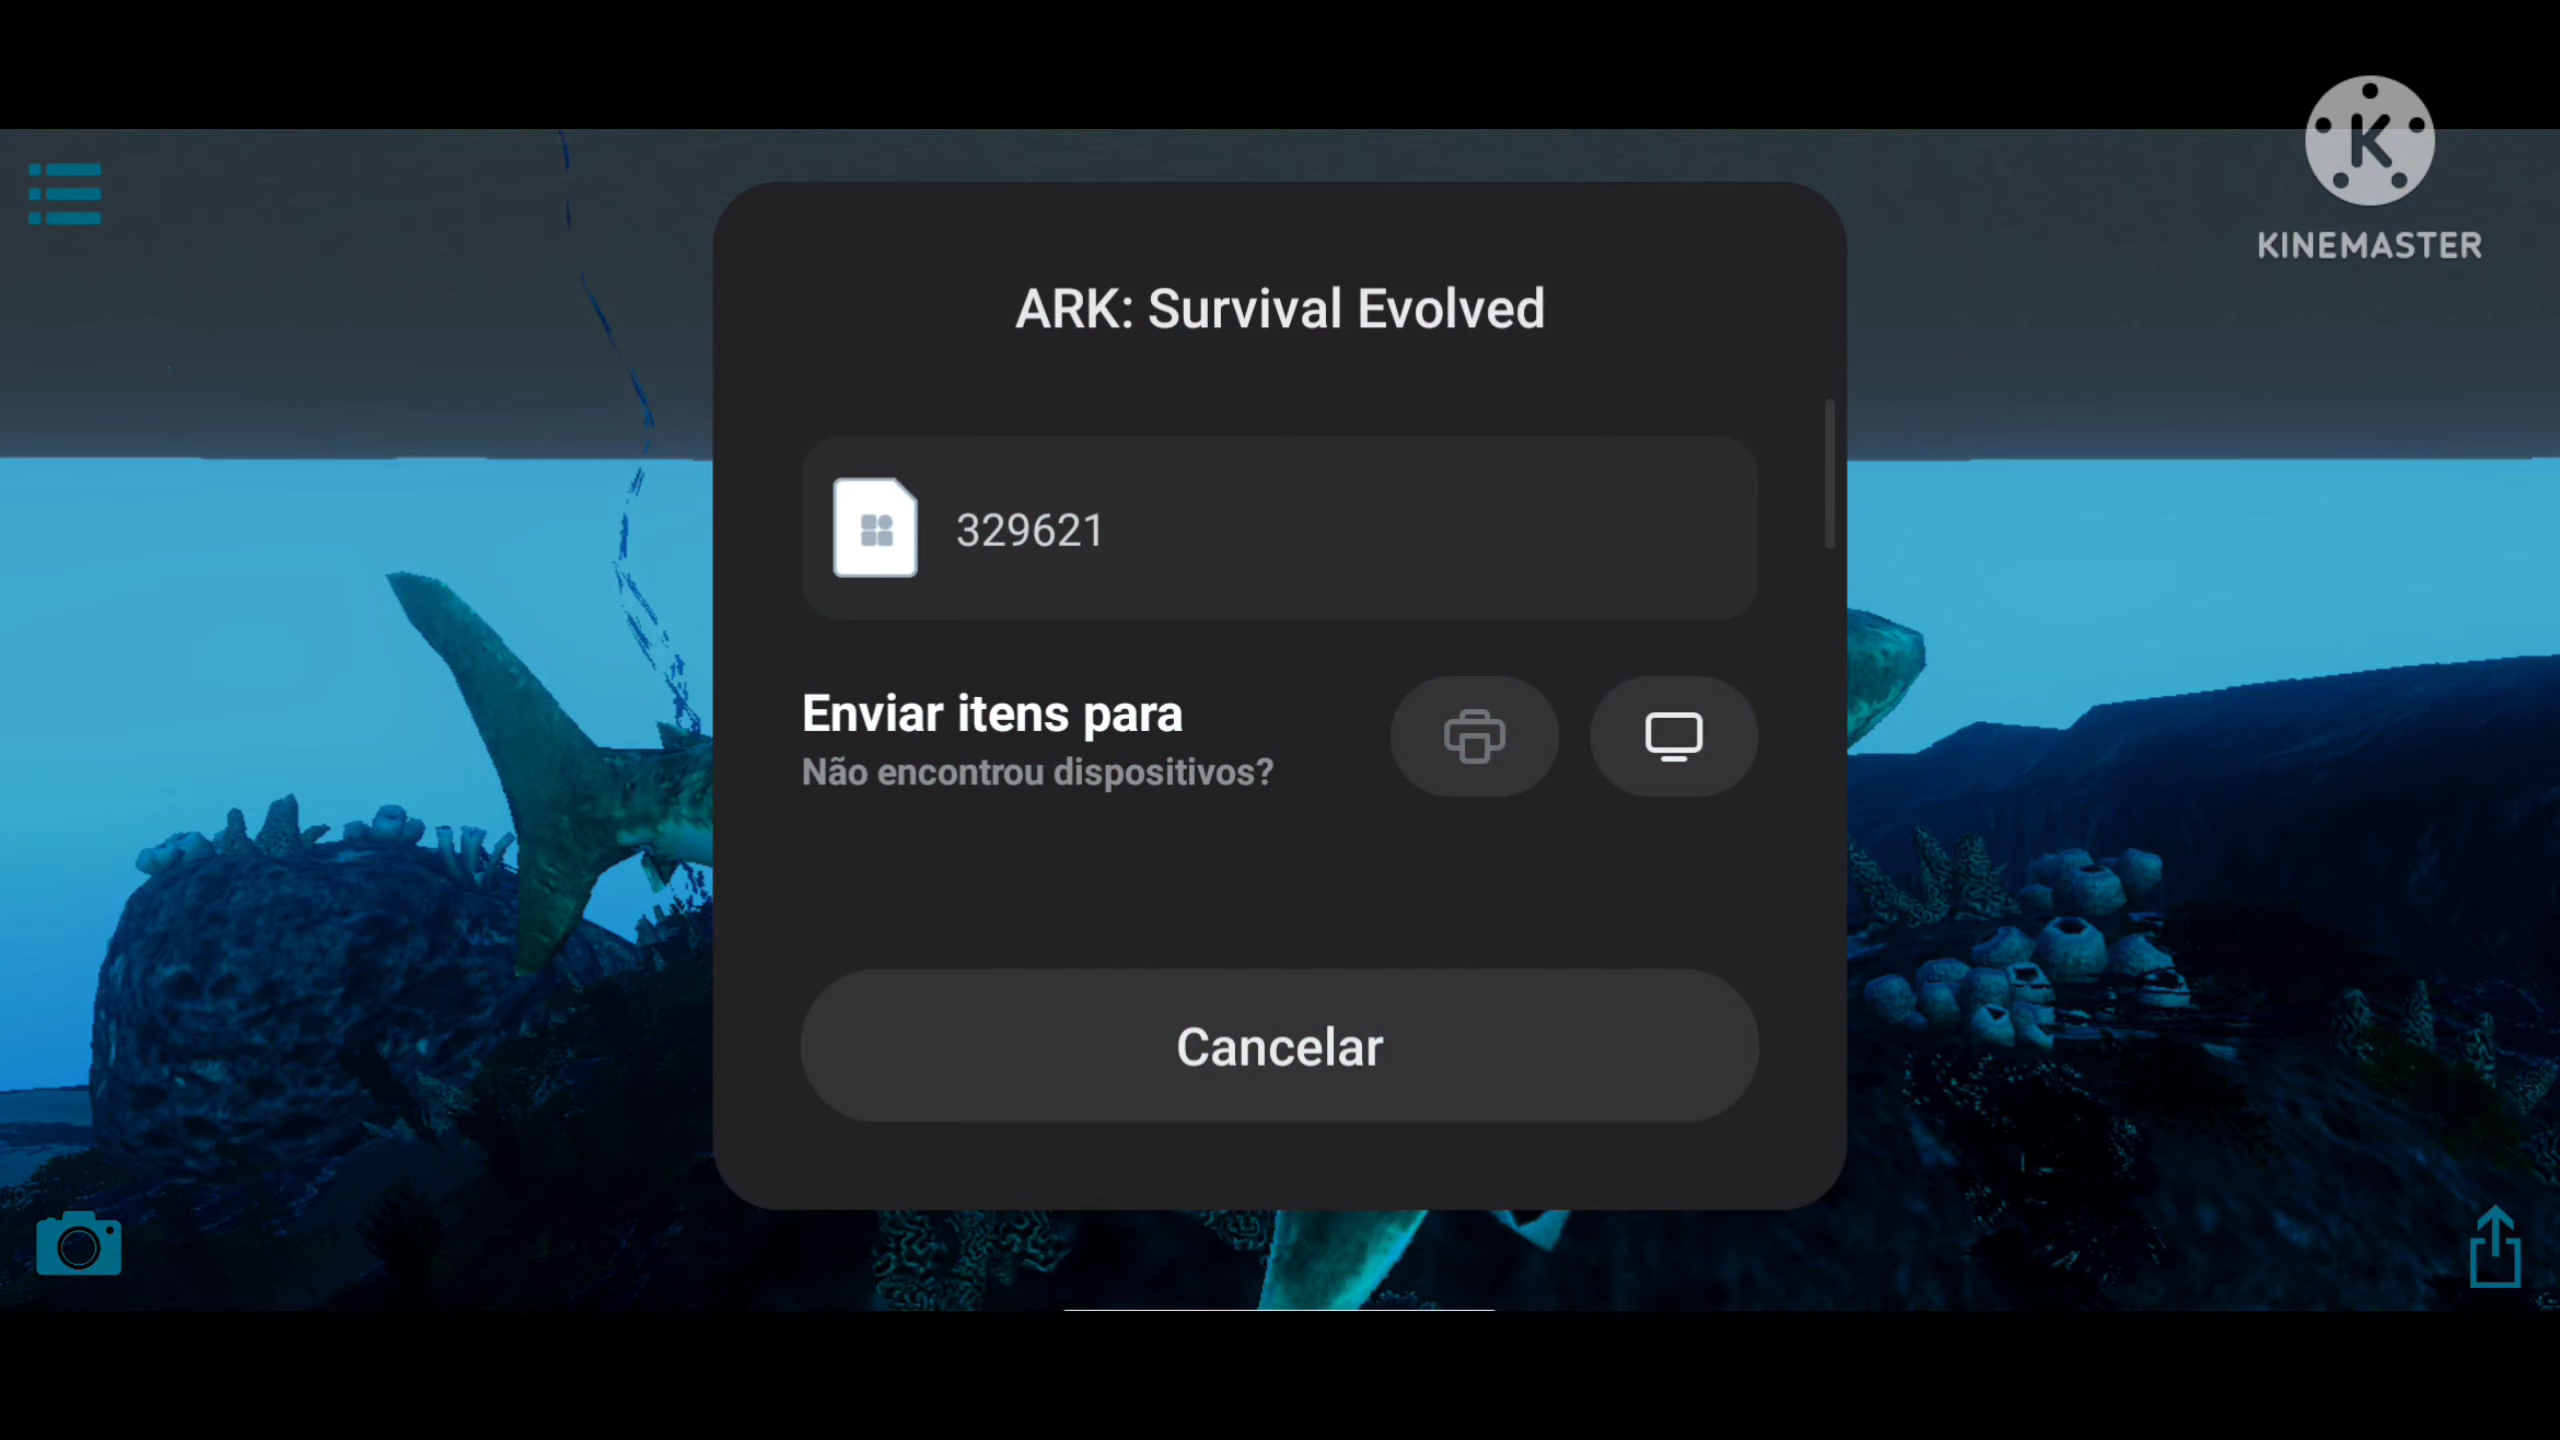 KINEMASTER
ARK: Survival Evolved
329621
Enviar itens para
Não encontrou dispositivos?
Cancelar